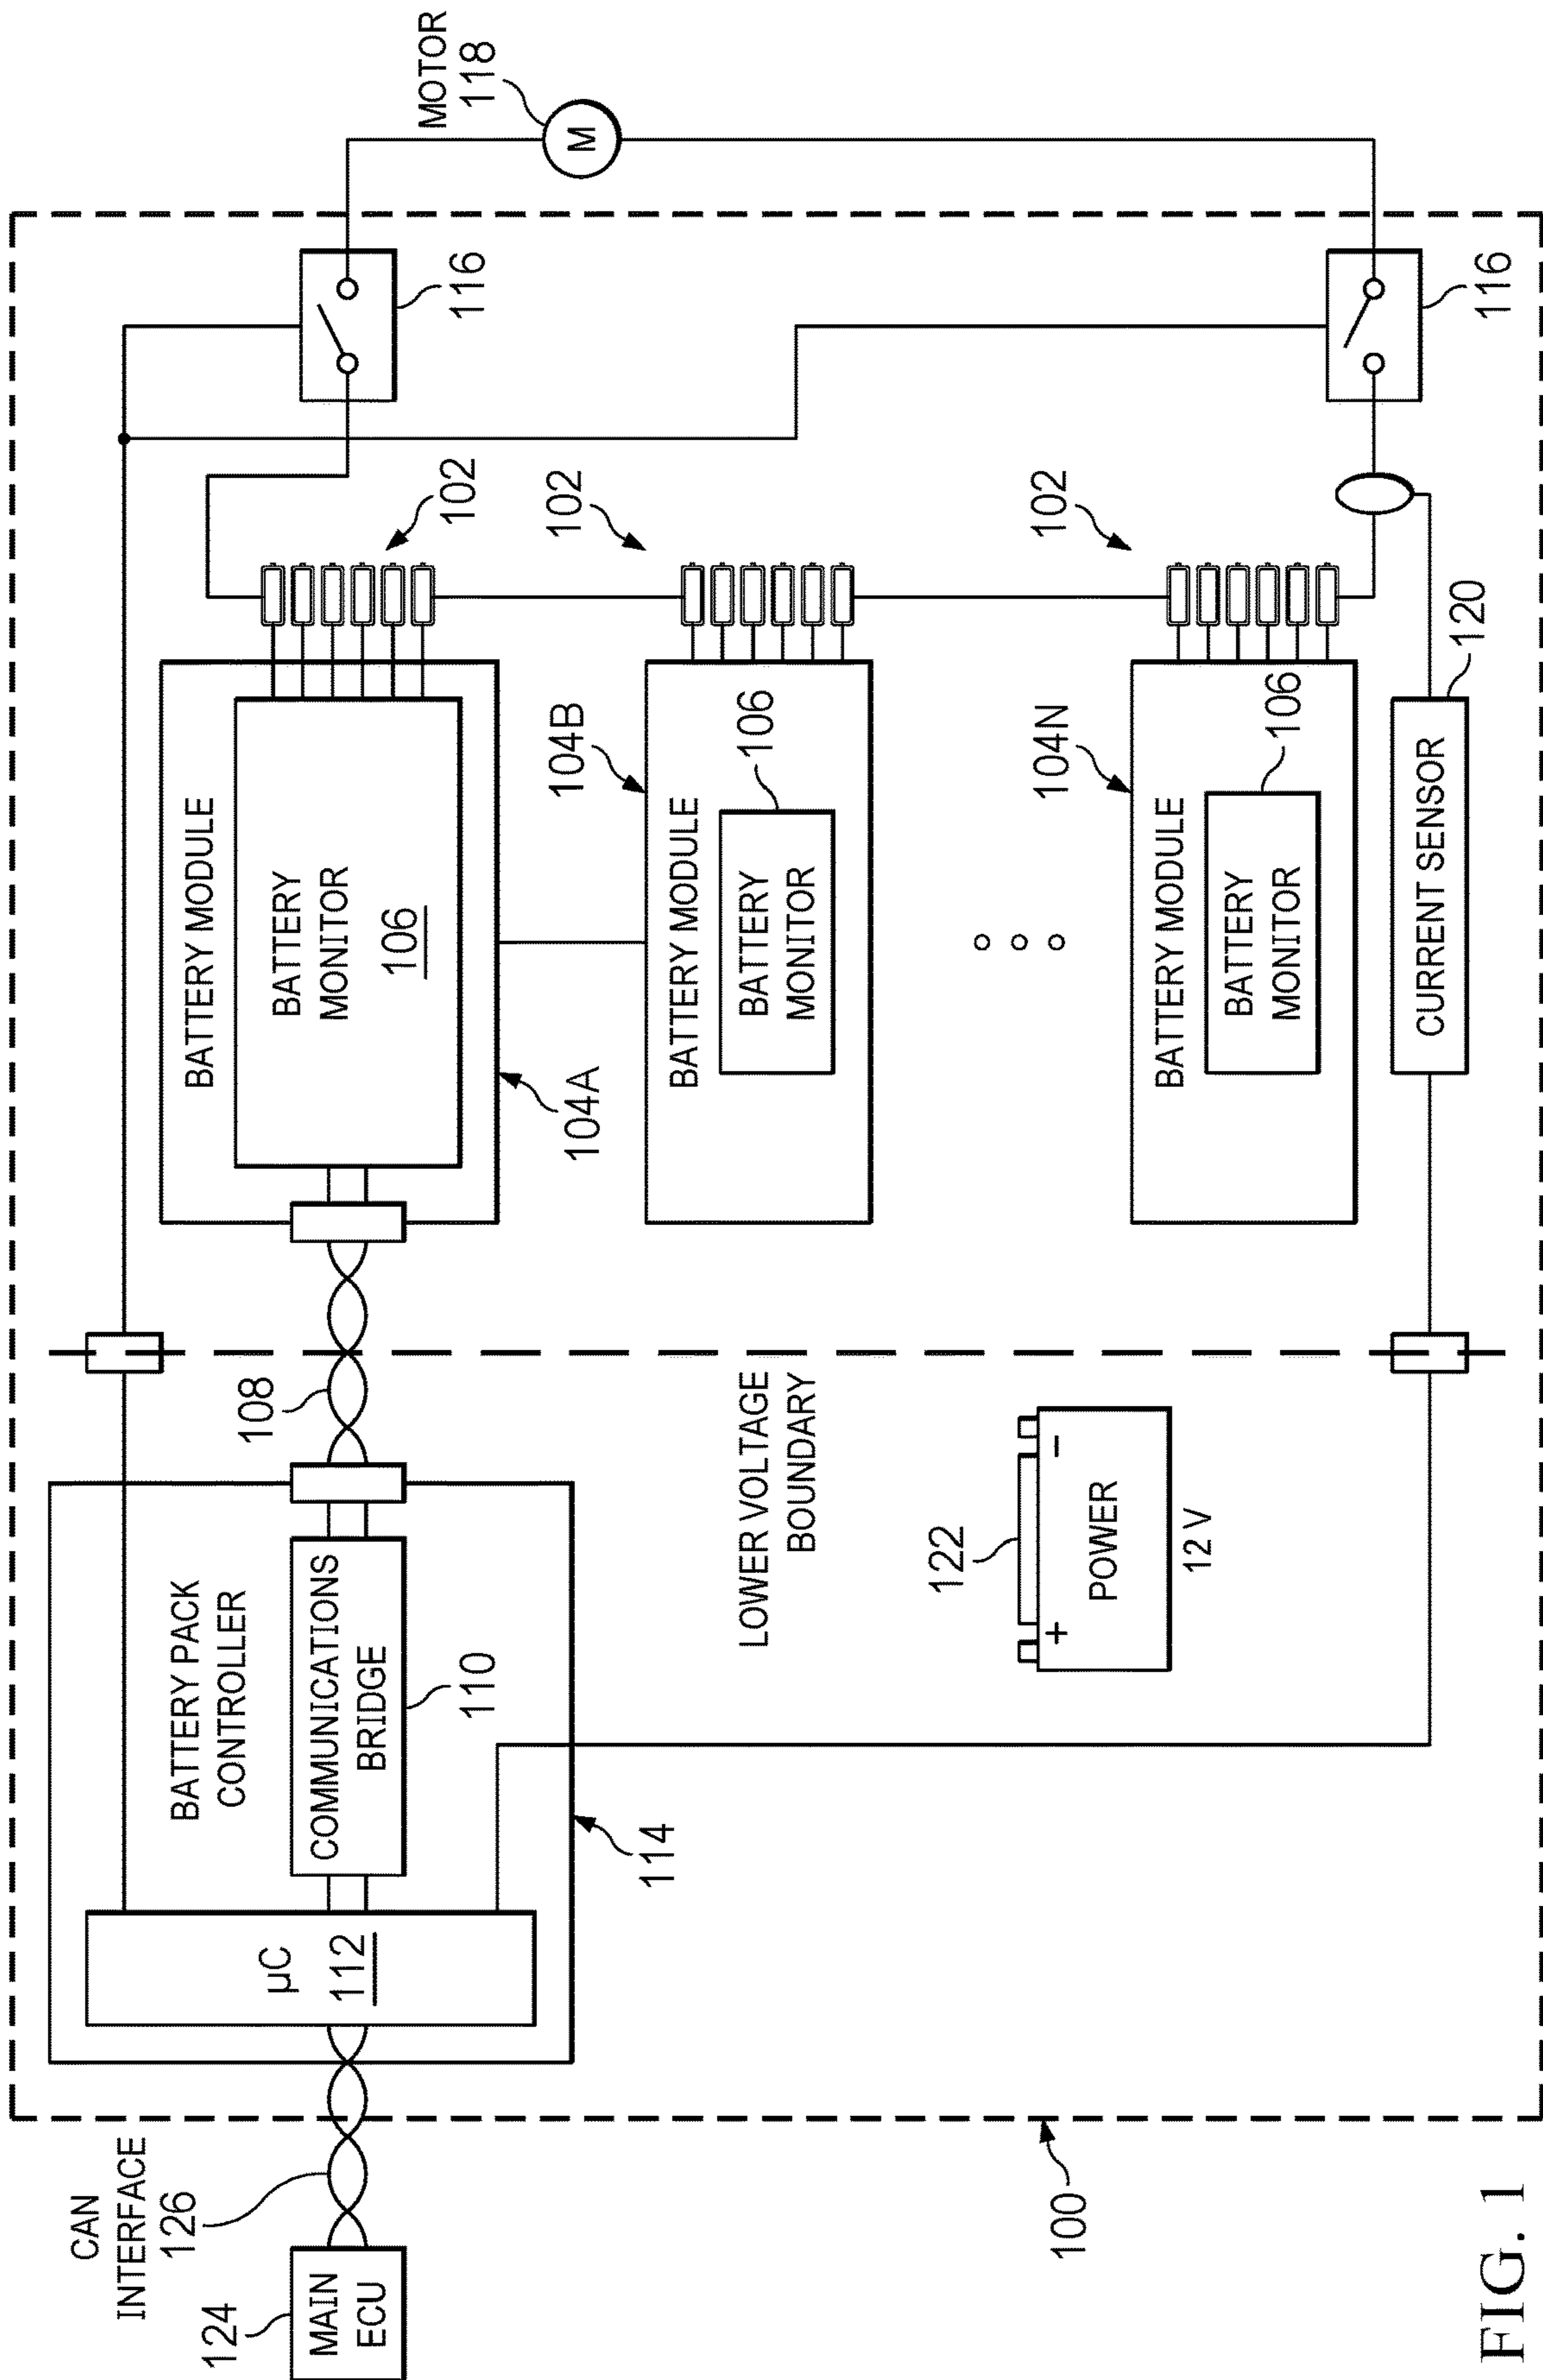 CAN
INTERFACE
126
124
MAIN
ECU
µC
112
BATTERY PACK
CONTROLLER
COMMUNICATIONS
BRIDGE
110
114
108
LOWER VOLTAGE
BOUNDARY
122
+
−
POWER
12 V
100
BATTERY MODULE
BATTERY
MONITOR
106
104A
102
104B
BATTERY MODULE
BATTERY
MONITOR
106
102
104N
BATTERY MODULE
BATTERY
MONITOR
106
102
CURRENT SENSOR
120
116
116
MOTOR
118
M
FIG. 1